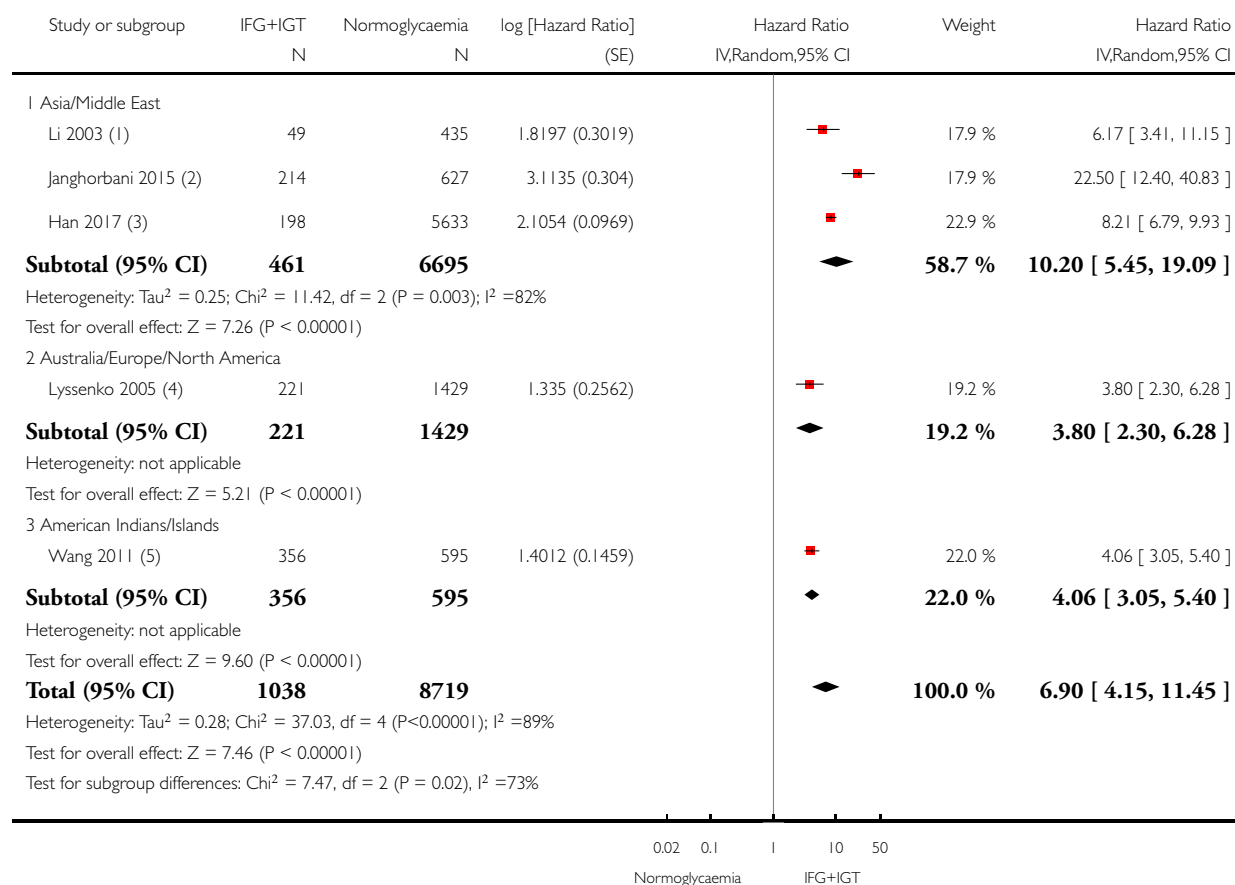 Study or subgroup IFG+IGT Normoglycaemia log [Hazard Ratio] Hazard Ratio Weight Hazard Ratio
N N (SE) IV,Random,95% CI IV,Random,95% CI
1 Asia/Middle East
Li 2003 (1) 49 435 1.8197 (0.3019) 17.9 % 6.17 [ 3.41, 11.15 ]
Janghorbani 2015 (2) 214 627 3.1135 (0.304) 17.9 % 22.50 [ 12.40, 40.83 ]
Han 2017 (3) 198 5633 2.1054 (0.0969) 22.9 % 8.21 [ 6.79, 9.93 ]
Subtotal (95% CI) 461 6695 58.7 % 10.20 [ 5.45, 19.09 ]
Heterogeneity: Tau² = 0.25; Chi² = 11.42, df = 2 (P = 0.003); I² =82%
Test for overall effect: Z = 7.26 (P < 0.00001)
2 Australia/Europe/North America
Lyssenko 2005 (4) 221 1429 1.335 (0.2562) 19.2 % 3.80 [ 2.30, 6.28 ]
Subtotal (95% CI) 221 1429 19.2 % 3.80 [ 2.30, 6.28 ]
Heterogeneity: not applicable
Test for overall effect: Z = 5.21 (P < 0.00001)
3 American Indians/Islands
Wang 2011 (5) 356 595 1.4012 (0.1459) 22.0 % 4.06 [ 3.05, 5.40 ]
Subtotal (95% CI) 356 595 22.0 % 4.06 [ 3.05, 5.40 ]
Heterogeneity: not applicable
Test for overall effect: Z = 9.60 (P < 0.00001)
Total (95% CI) 1038 8719 100.0 % 6.90 [ 4.15, 11.45 ]
Heterogeneity: Tau² = 0.28; Chi² = 37.03, df = 4 (P<0.00001); I² =89%
Test for overall effect: Z = 7.46 (P < 0.00001)
Test for subgroup differences: Chi² = 7.47, df = 2 (P = 0.02), I² =73%
0.02 0.1 1 10 50
Normoglycaemia IFG+IGT